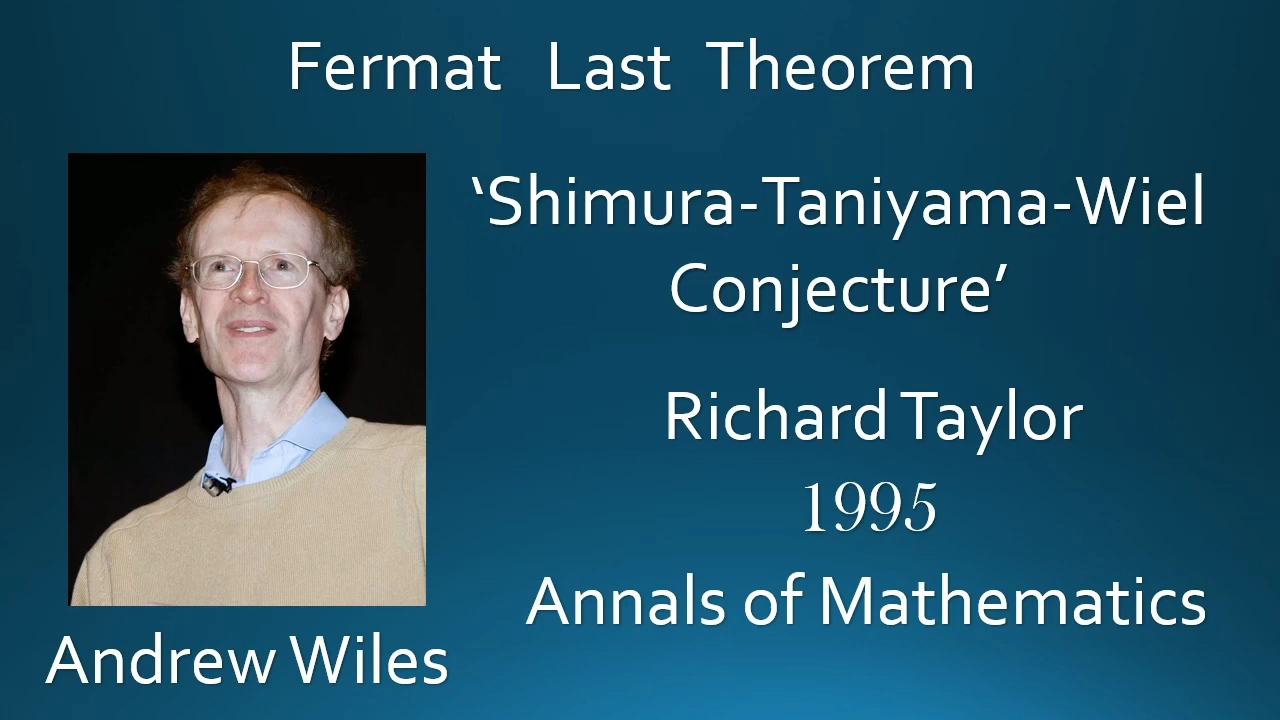 Fermat Last Theorem
‘Shimura-Taniyama-Wiel
Conjecture’
Richard Taylor
1995
Annals of Mathematics
Andrew Wiles